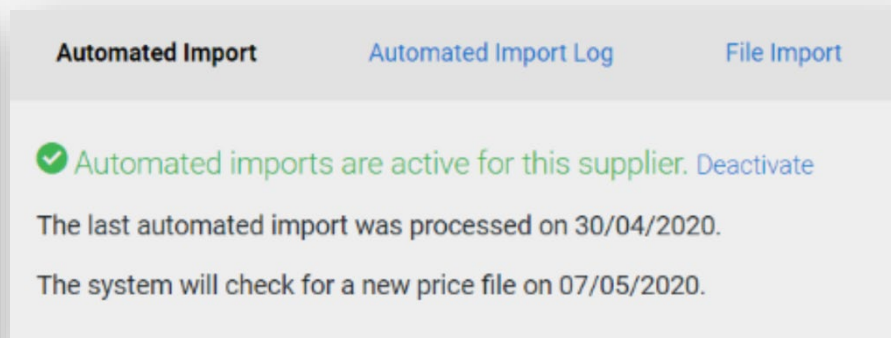 Automated Import Automated Import Log File Import
Automated imports are active for this supplier. Deactivate
The last automated import was processed on 30/04/2020.
The system will check for a new price file on 07/05/2020.